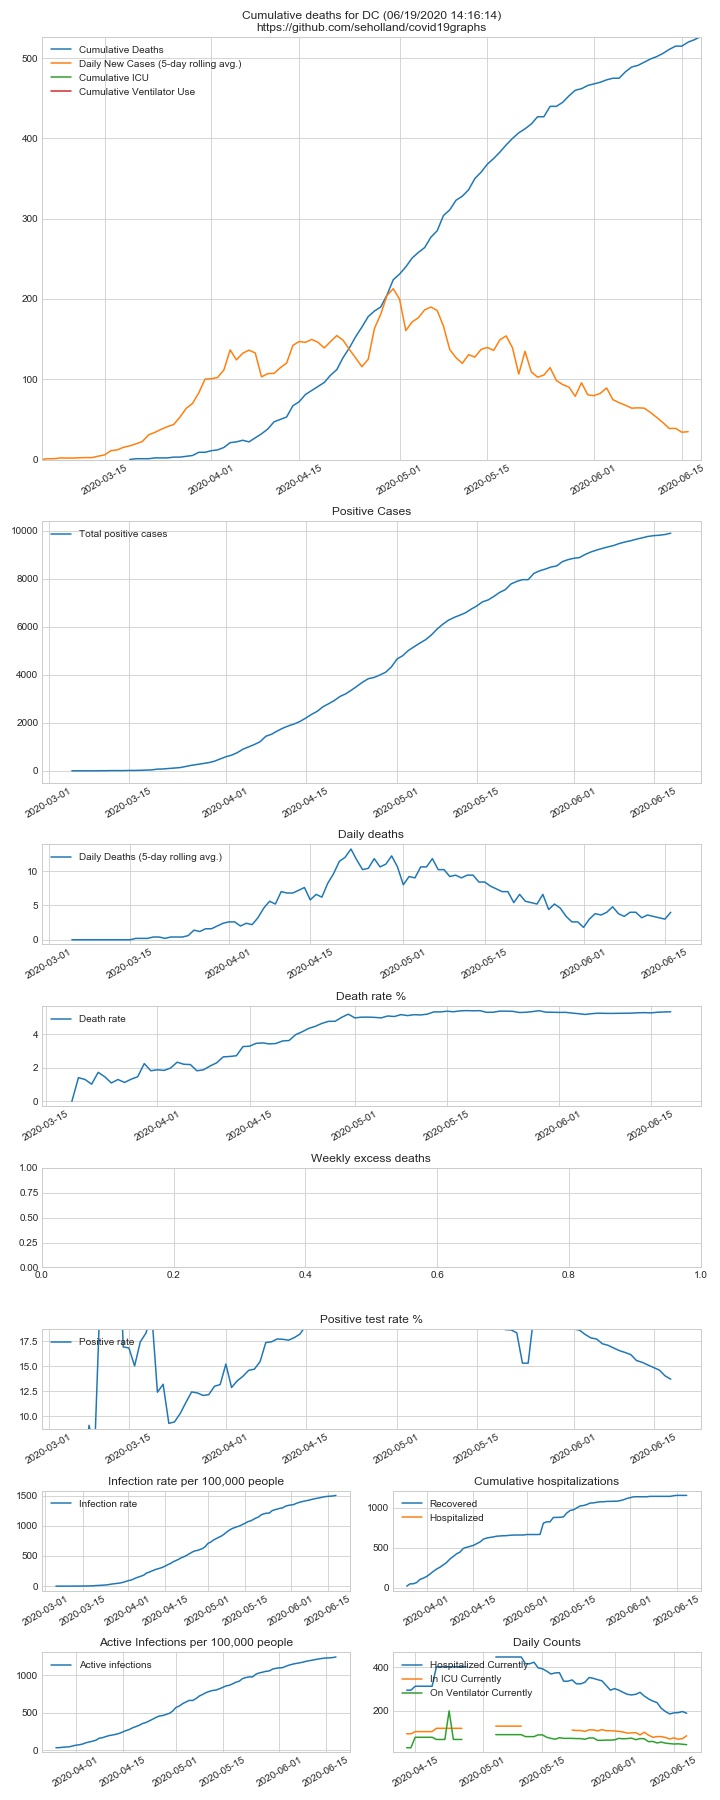 Cumulative deaths for DC (06/19/2020 14:16:14)
https://github.com/seholland/covid19graphs
Cumulative Deaths
Daily New Cases (5-day rolling avg.)
Cumulative ICU
Cumulative Ventilator Use
500
400
300
200
100
0
2020-03-15 2020-04-01 2020-04-15 2020-05-01 2020-05-15 2020-06-01 2020-06-15
Positive Cases
Total positive cases
10000
8000
6000
4000
2000
0
2020-03-01 2020-03-15 2020-04-01 2020-04-15 2020-05-01 2020-05-15 2020-06-01 2020-06-15
Daily deaths
Daily Deaths (5-day rolling avg.)
10
5
0
2020-03-01 2020-03-15 2020-04-01 2020-04-15 2020-05-01 2020-05-15 2020-06-01 2020-06-15
Death rate %
Death rate
4
2
0
2020-03-15 2020-04-01 2020-04-15 2020-05-01 2020-05-15 2020-06-01 2020-06-15
Weekly excess deaths
1.00
0.75
0.50
0.25
0.00
0.0 0.2 0.4 0.6 0.8 1.0
Positive test rate %
Positive rate
17.5
15.0
12.5
10.0
2020-03-01 2020-03-15 2020-04-01 2020-04-15 2020-05-01 2020-05-15 2020-06-01 2020-06-15
Infection rate per 100,000 people
Infection rate
1500
1000
500
0
2020-03-01 2020-03-15 2020-04-01 2020-04-15 2020-05-01 2020-05-15 2020-06-01 2020-06-15
Cumulative hospitalizations
Recovered
Hospitalized
1000
500
0
2020-04-01 2020-04-15 2020-05-01 2020-05-15 2020-06-01 2020-06-15
Active Infections per 100,000 people
Active infections
1000
500
0
2020-04-01 2020-04-15 2020-05-01 2020-05-15 2020-06-01 2020-06-15
Daily Counts
Hospitalized Currently
In ICU Currently
On Ventilator Currently
400
200
2020-04-15 2020-05-01 2020-05-15 2020-06-01 2020-06-15